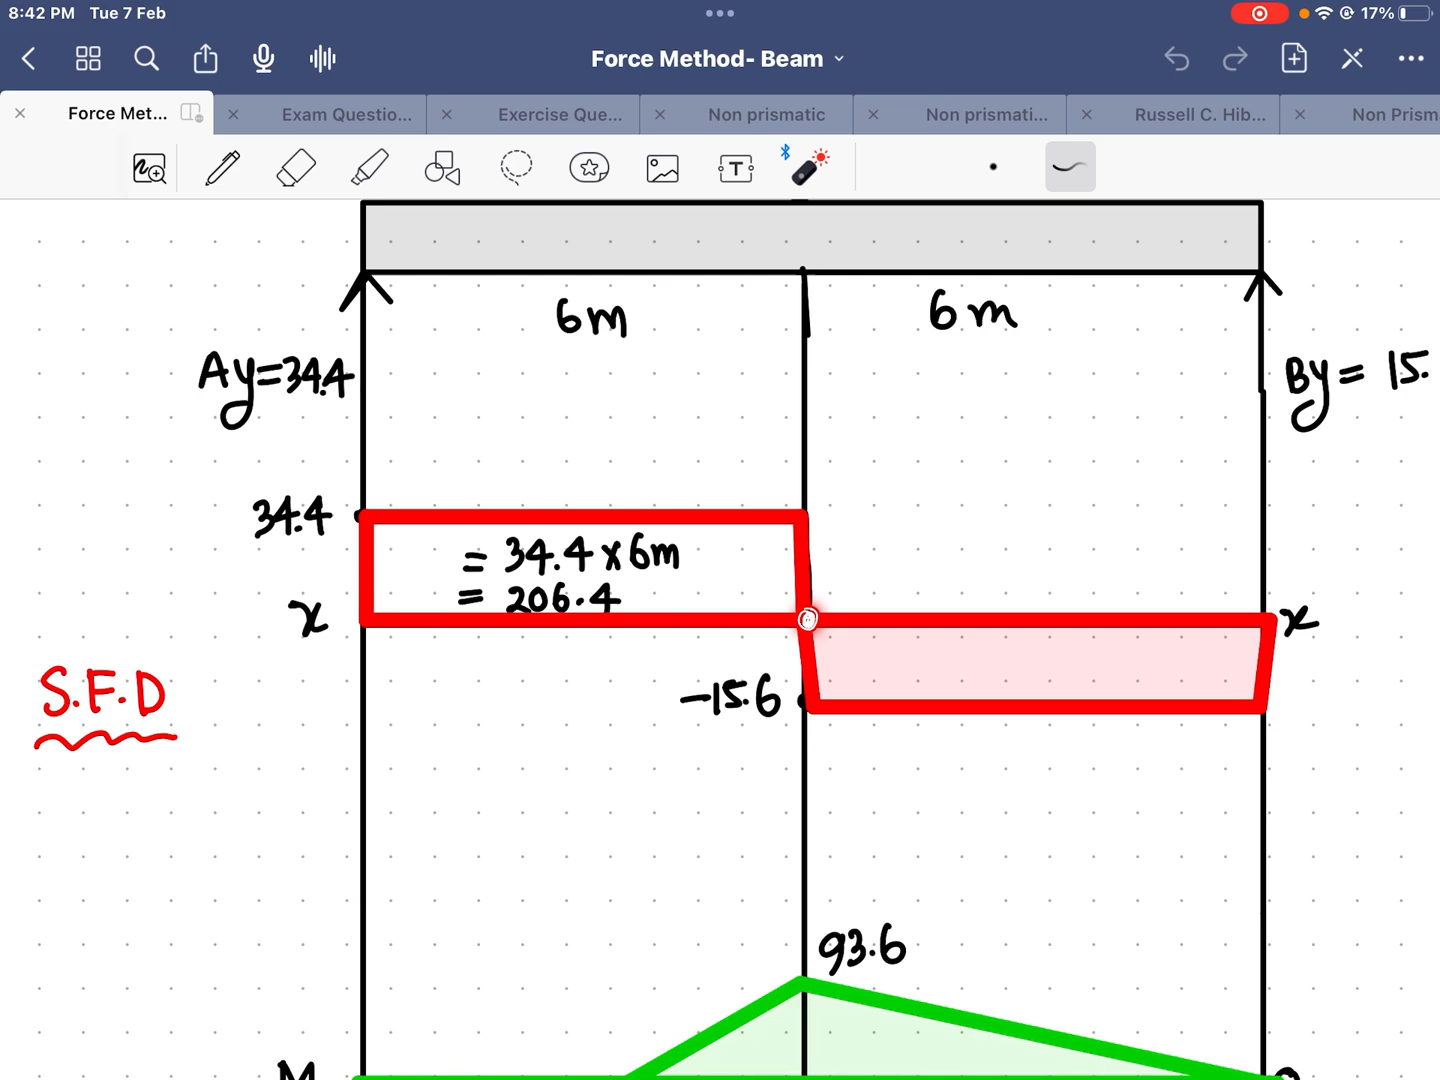 8:42 PM Tue 7 Feb
17%
Force Method- Beam
Force Met...
Exam Questio...
Exercise Que...
Non prismatic
Non prismati...
Russell C. Hib...
Non Prism
T
6m
6m
Ay=34.4
By= 15.
34.4
= 34.4x6m
= 206.4
x
x
S.F.D
-15.6
93.6
M